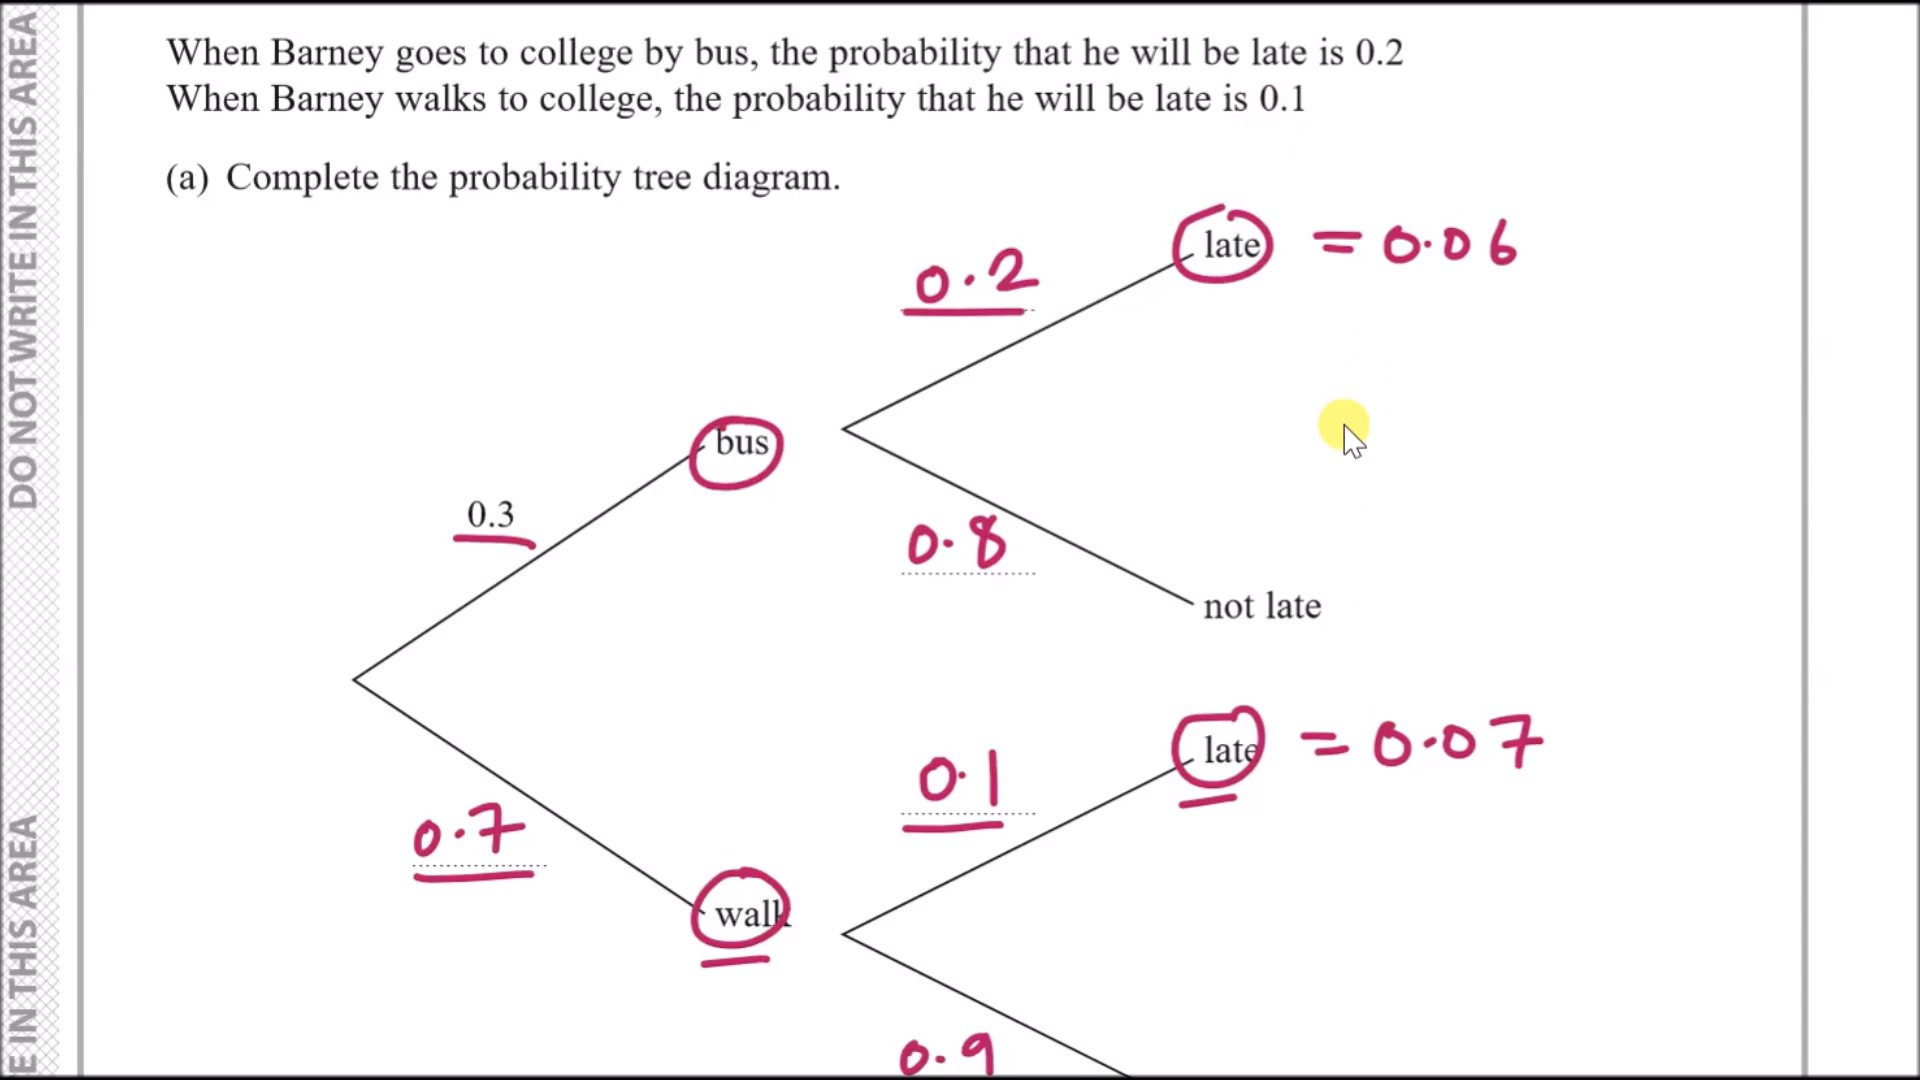 When Barney goes to college by bus, the probability that he will be late is 0.2
When Barney walks to college, the probability that he will be late is 0.1
(a) Complete the probability tree diagram.
0.2
late = 0.06
bus
0.3
0.8
not late
0.1
late = 0.07
0.7
walk
0.9
DO NOT WRITE IN THIS AREA
E IN THIS AREA